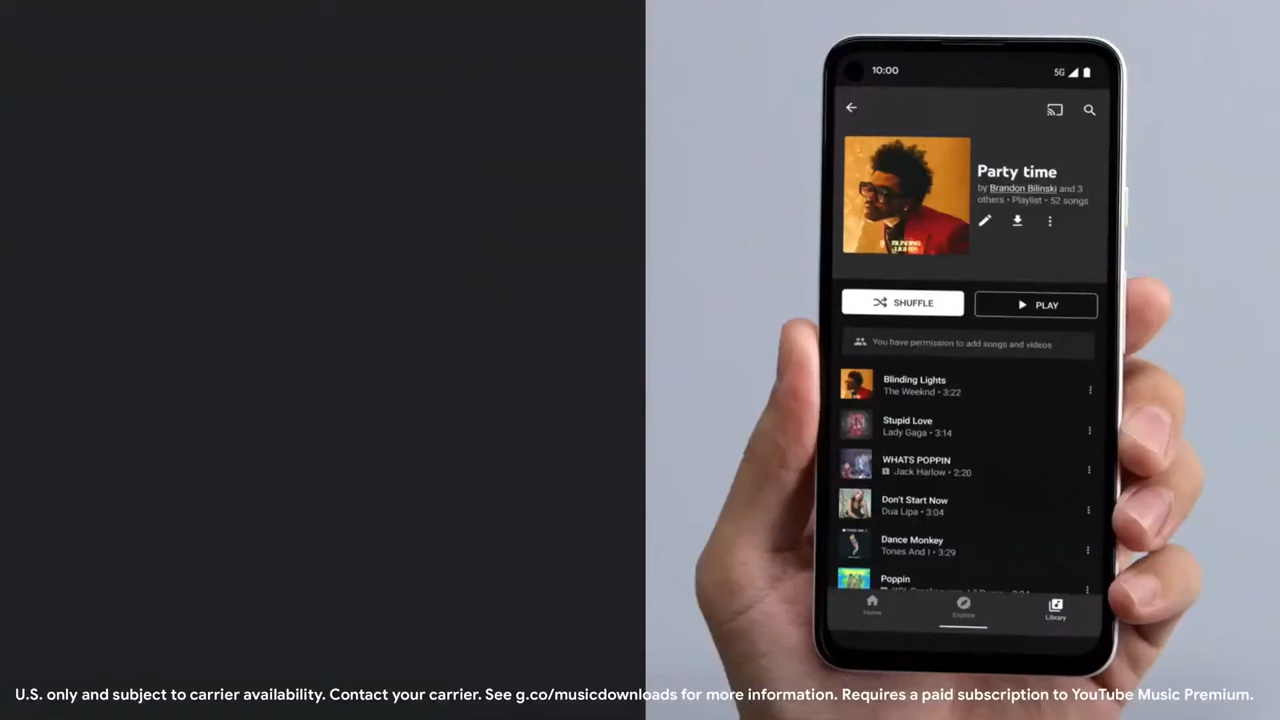 10:00
5G
Party time
by Brandon Bilinski and 3
others • Playlist • 52 songs
BLINDING
LIGHTS
SHUFFLE
PLAY
You have permission to add songs and videos
Blinding Lights
The Weeknd • 3:22
Stupid Love
Lady Gaga • 3:14
WHATS POPPIN
E Jack Harlow • 2:20
Don't Start Now
Dua Lipa • 3:04
Dance Monkey
Tones And I • 3:29
Poppin
Home
Explore
Library
U.S. only and subject to carrier availability. Contact your carrier. See g.co/musicdownloads for more information. Requires a paid subscription to YouTube Music Premium.